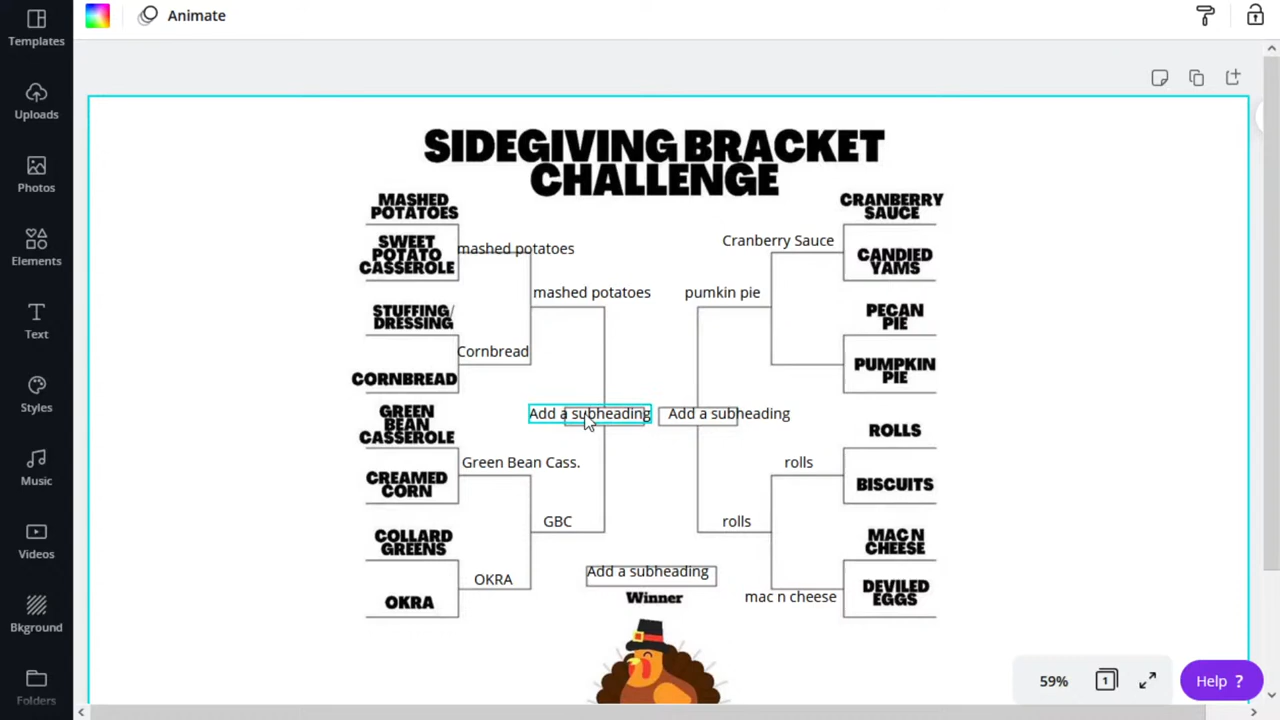 Animate
Templates
Uploads
Photos
Elements
Text
Styles
Music
Videos
Bkground
Folders
SIDEGIVING BRACKET
CHALLENGE
MASHED
POTATOES
SWEET
POTATO
CASSEROLE
STUFFING/
DRESSING
CORNBREAD
GREEN
BEAN
CASSEROLE
CREAMED
CORN
COLLARD
GREENS
OKRA
mashed potatoes
Cornbread
Green Bean Cass.
OKRA
mashed potatoes
GBC
Add a subheading
Add a subheading
Add a subheading
Winner
pumkin pie
rolls
Cranberry Sauce
rolls
mac n cheese
CRANBERRY
SAUCE
CANDIED
YAMS
PECAN
PIE
PUMPKIN
PIE
ROLLS
BISCUITS
MAC N
CHEESE
DEVILED
EGGS
59%
1
Help ?